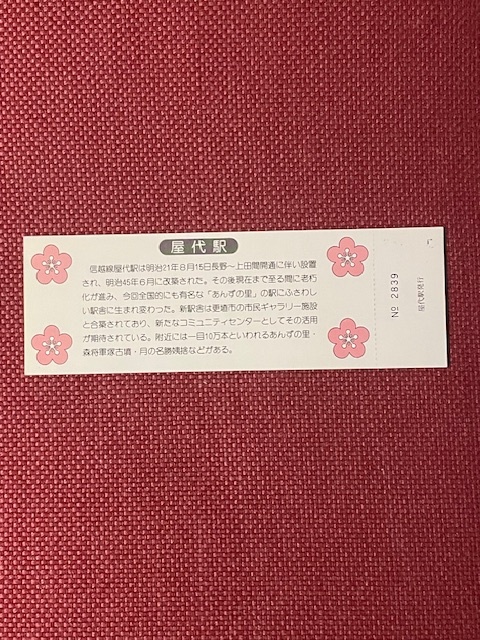 屋代駅
信越線屋代駅は明治21年8月15日長野～上田間開通に伴い設置
され、明治45年6月に改築された。その後現在まで至る間に老朽
化が進み、今回全国的にも有名な「あんずの里」の駅にふさわし
い駅舎に生まれ変わった。新駅舎は更埴市の市民ギャラリー施設
と合築されており、新たなコミュニティセンターとしてその活用
が期待されている。附近には一目10万本といわれるあんずの里・
森将軍塚古墳・月の名勝姨捨などがある。
№ 2839
屋代駅発行